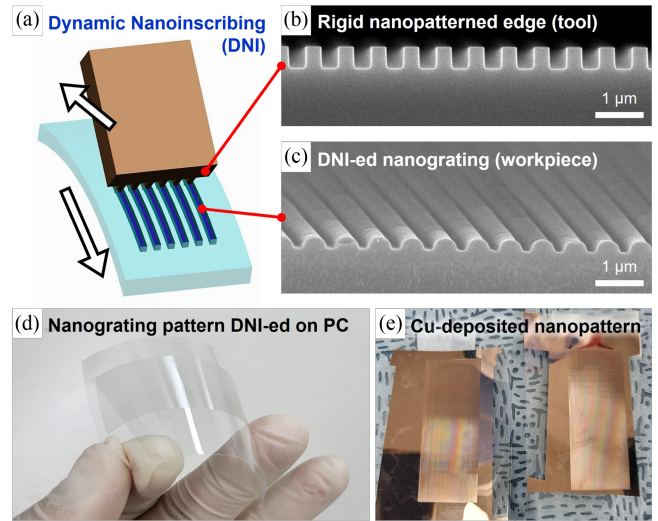 (a)
Dynamic Nanoinscribing
(DNI)
(b) Rigid nanopatterned edge (tool)
1 μm
(c) DNI-ed nanograting (workpiece)
1 μm
(d) Nanograting pattern DNI-ed on PC
(e) Cu-deposited nanopattern